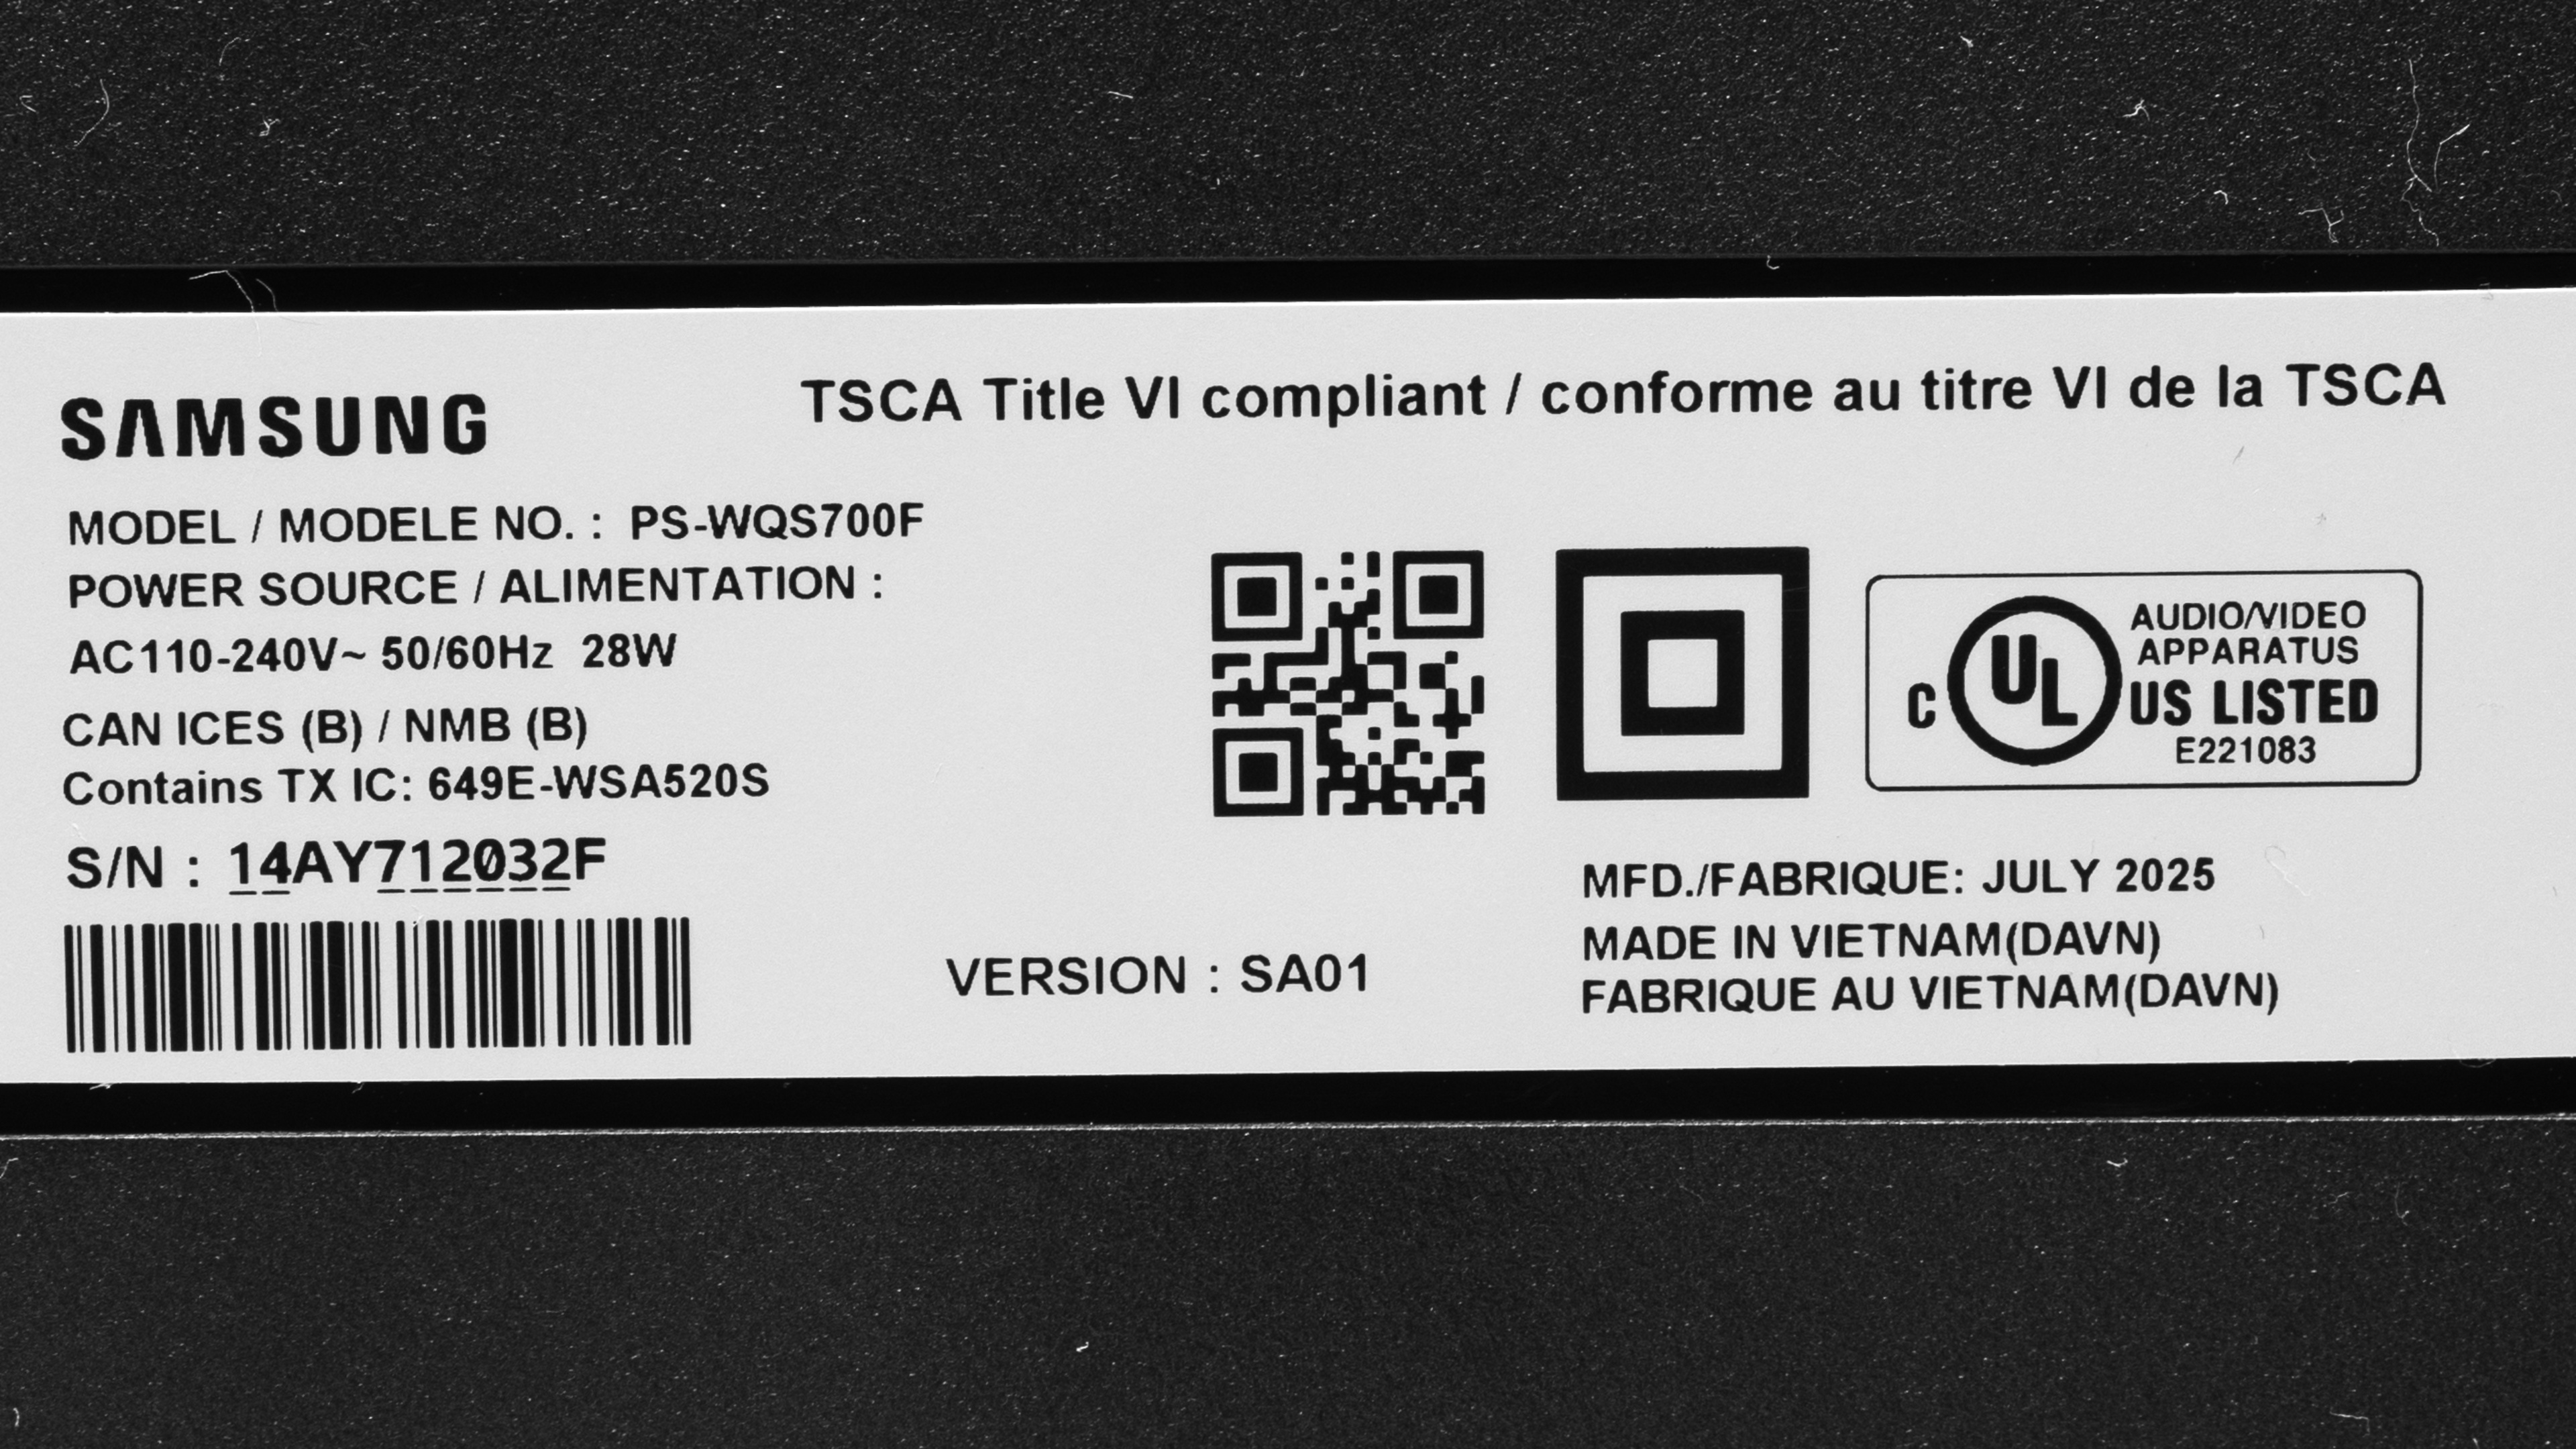 SAMSUNG
TSCA Title VI compliant / conforme au titre VI de la TSCA
MODEL / MODELE NO. : PS-WQS700F
POWER SOURCE / ALIMENTATION :
AC110-240V~ 50/60Hz 28W
CAN ICES (B) / NMB (B)
Contains TX IC: 649E-WSA520S
S/N : 14AY712032F
VERSION : SA01
C UL US LISTED
AUDIO/VIDEO
APPARATUS
E221083
MFD./FABRIQUE: JULY 2025
MADE IN VIETNAM(DAVN)
FABRIQUE AU VIETNAM(DAVN)